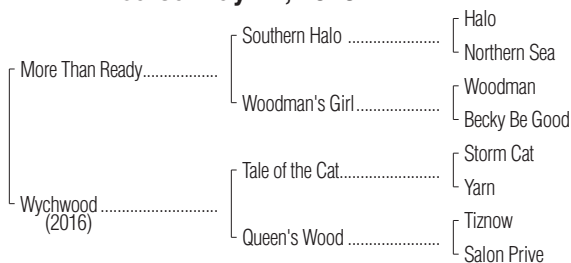 Halo
Southern Halo
Northern Sea
More Than Ready
Woodman
Woodman's Girl
Becky Be Good
Storm Cat
Tale of the Cat
Yarn
Wychwood
(2016)
Tiznow
Queen's Wood
Salon Prive